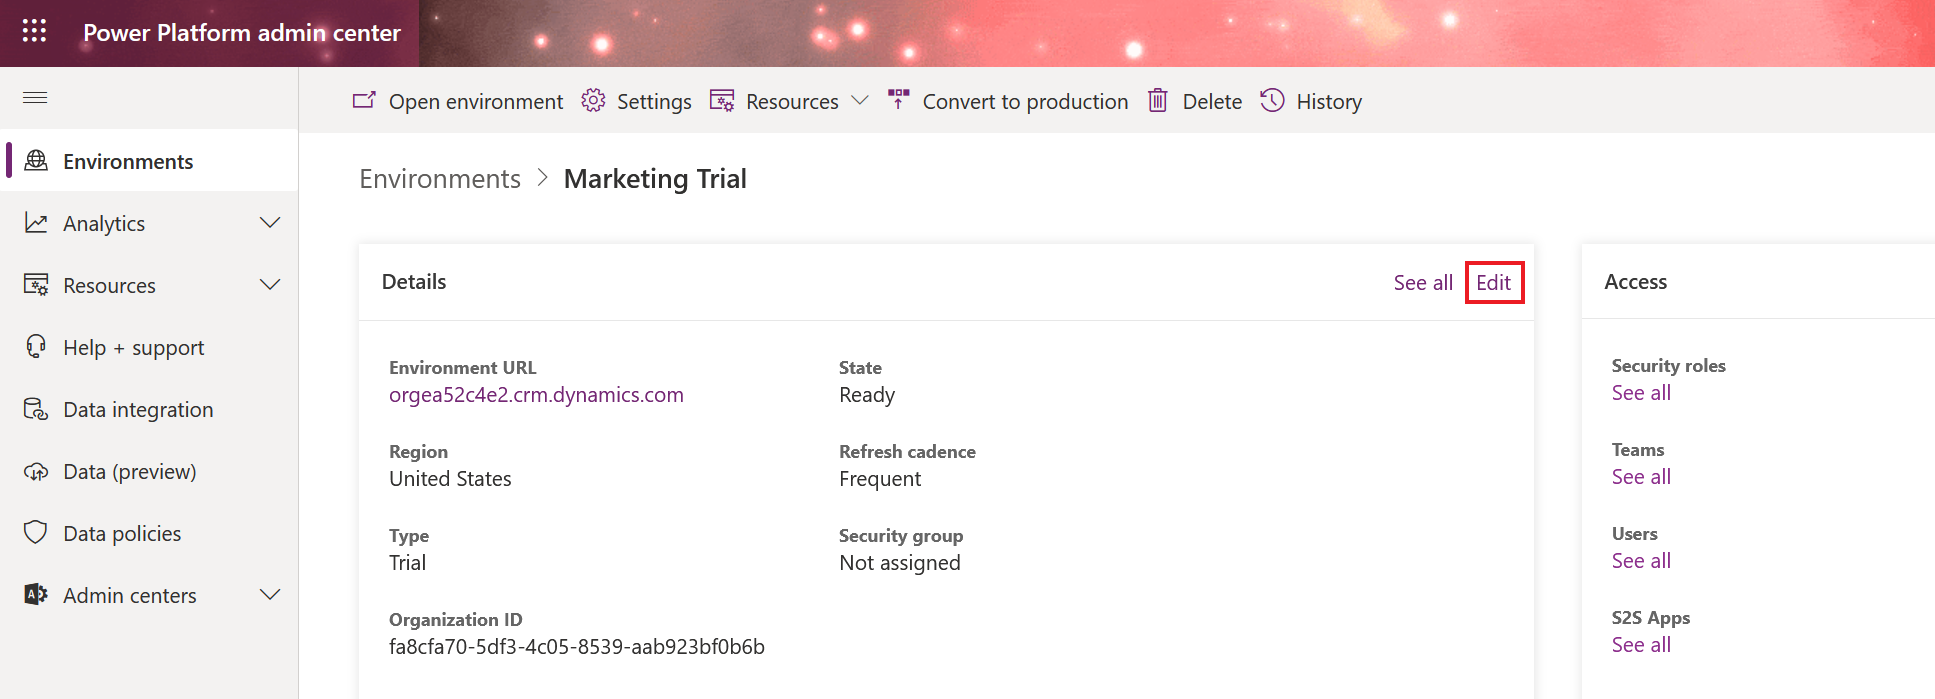 Power Platform admin center
Open environment Settings Resources Convert to production Delete History
Environments
Analytics
Resources
Help + support
Data integration
Data (preview)
Data policies
Admin centers
Environments > Marketing Trial
Details See all Edit
Environment URL
orgea52c4e2.crm.dynamics.com
State
Ready
Region
United States
Refresh cadence
Frequent
Type
Trial
Security group
Not assigned
Organization ID
fa8cfa70-5df3-4c05-8539-aab923bf0b6b
Access
Security roles
See all
Teams
See all
Users
See all
S2S Apps
See all